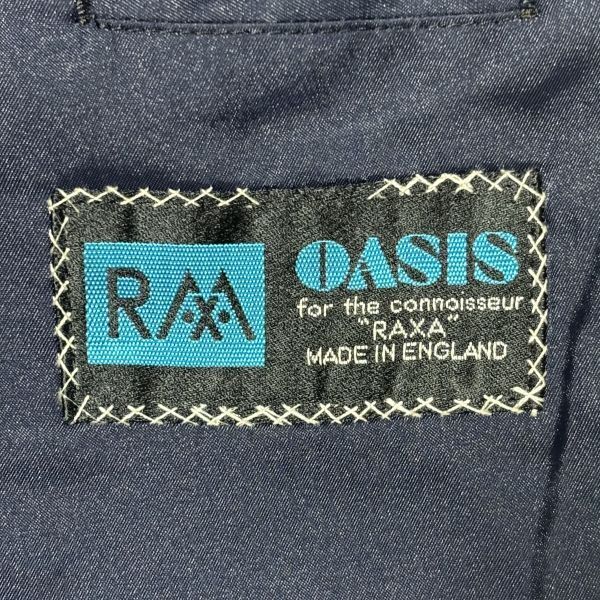 RAXA
OASIS
for the connoisseur
"RAXA"
MADE IN ENGLAND